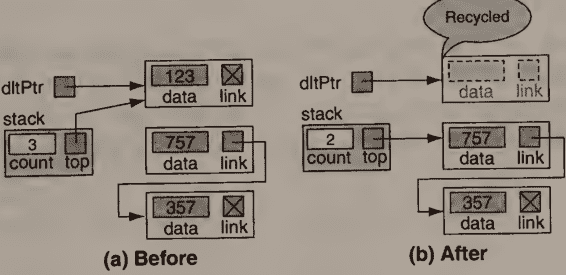 Recycled
dltPtr
123
data link
stack
3
count top
757
data link
357
data link
(a) Before
dltPtr
data link
stack
2
count top
757
data link
357
data link
(b) After